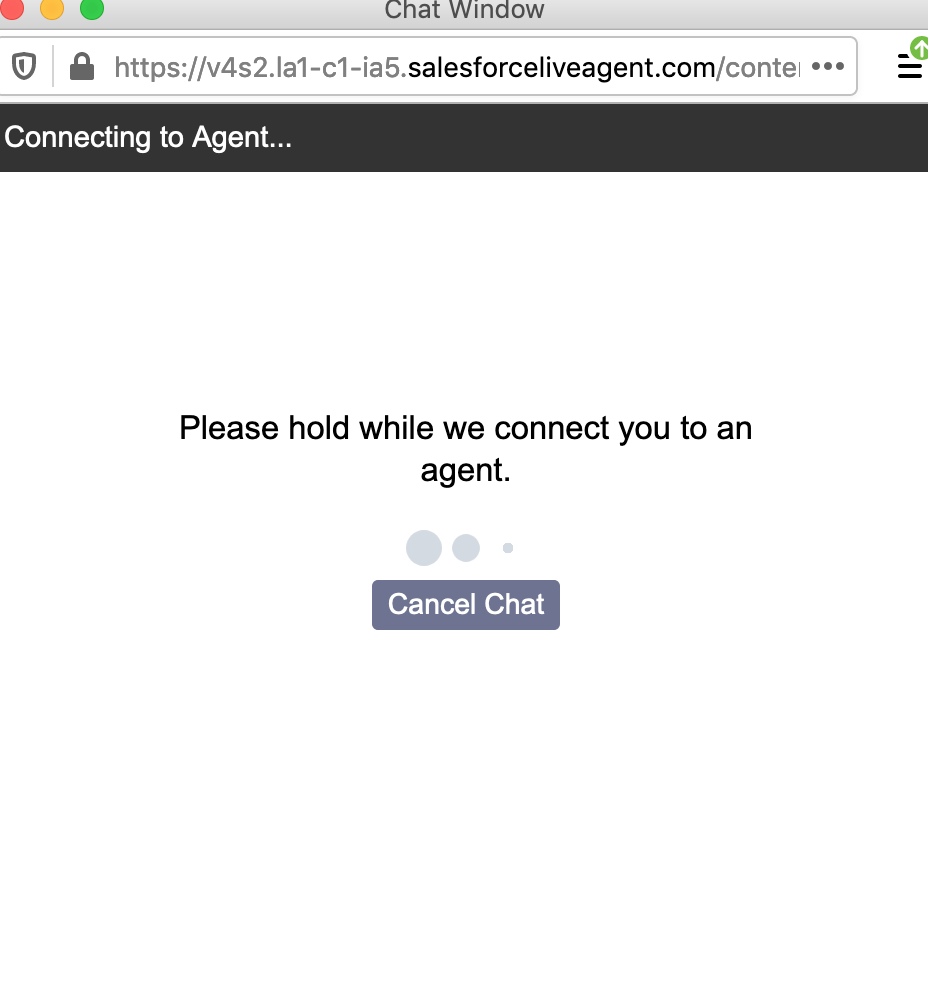 Chat Window
https://v4s2.la1-c1-ia5.salesforceliveagent.com/conte
Connecting to Agent...
Please hold while we connect you to an
agent.
Cancel Chat